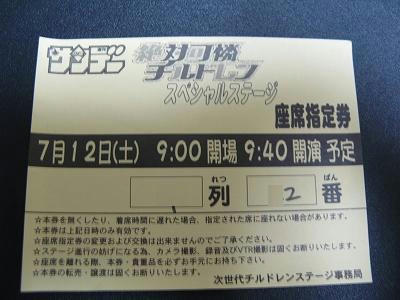 サンデー
絶対可憐
チルドレン
スペシャルステージ
座席指定券
7月12日(土) 9:00 開場 9:40 開演 予定
れつ ばん
列 2 番
☆本券を無くしたり、着席時間に遅れた場合、指定された席に座れない場合があります。
☆本券は上記日時のみ有効です。
☆座席指定券の変更および交換は出来ませんのでご了承ください。
☆ステージ進行の妨げになる為、カメラ撮影、録音及びVTR撮影は固くお断りいたします。
☆座席を離れる際、本券・貴重品を必ずお手元にお持ち下さい。
☆本券の転売・譲渡は固くお断りいたします。
次世代チルドレンステージ事務局